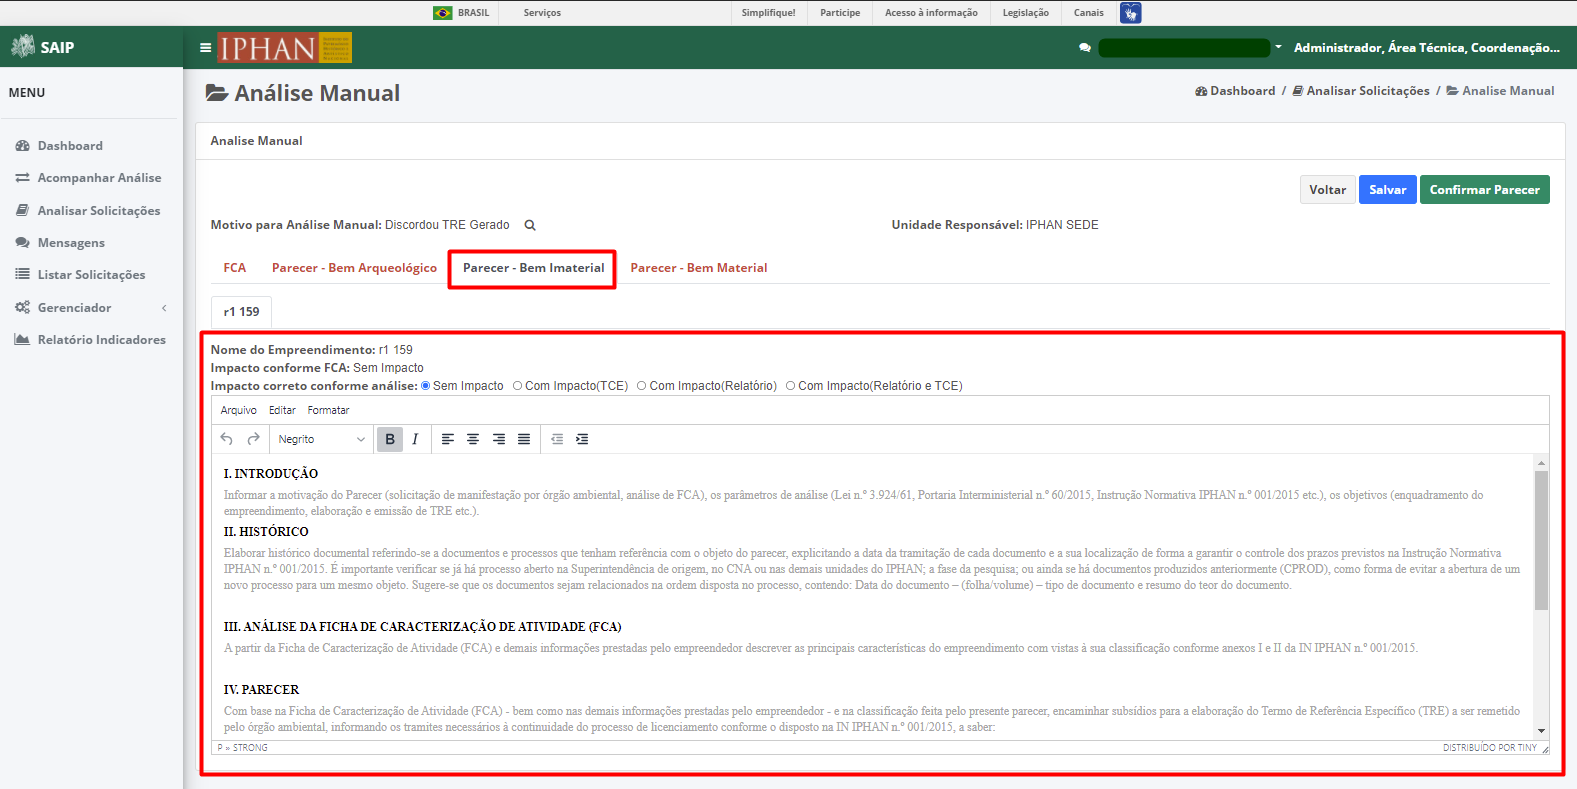 BRASIL Serviços Simplifique! Participe Acesso à informação Legislação Canais
SAIP
IPHAN
Administrador, Área Técnica, Coordenação...
MENU
Dashboard
Acompanhar Análise
Analisar Solicitações
Mensagens
Listar Solicitações
Gerenciador
Relatório Indicadores
Análise Manual
Dashboard / Analisar Solicitações / Analise Manual
Analise Manual
Voltar Salvar Confirmar Parecer
Motivo para Análise Manual: Discordou TRE Gerado Unidade Responsável: IPHAN SEDE
FCA Parecer - Bem Arqueológico Parecer - Bem Imaterial Parecer - Bem Material
r1 159
Nome do Empreendimento: r1 159
Impacto conforme FCA: Sem Impacto
Impacto correto conforme análise: Sem Impacto Com Impacto(TCE) Com Impacto(Relatório) Com Impacto(Relatório e TCE)
Arquivo Editar Formatar
Negrito B I
I. INTRODUÇÃO
Informar a motivação do Parecer (solicitação de manifestação por órgão ambiental, análise de FCA), os parâmetros de análise (Lei n.º 3.924/61, Portaria Interministerial n.º 60/2015, Instrução Normativa IPHAN n.º 001/2015 etc.), os objetivos (enquadramento do
empreendimento, elaboração e emissão de TRE etc.).
II. HISTÓRICO
Elaborar histórico documental referindo-se a documentos e processos que tenham referência com o objeto do parecer, explicitando a data da tramitação de cada documento e a sua localização de forma a garantir o controle dos prazos previstos na Instrução Normativa
IPHAN n.º 001/2015. É importante verificar se já há processo aberto na Superintendência de origem, no CNA ou nas demais unidades do IPHAN; a fase da pesquisa; ou ainda se há documentos produzidos anteriormente (CPROD), como forma de evitar a abertura de um
novo processo para um mesmo objeto. Sugere-se que os documentos sejam relacionados na ordem disposta no processo, contendo: Data do documento – (folha/volume) – tipo de documento e resumo do teor do documento.
III. ANÁLISE DA FICHA DE CARACTERIZAÇÃO DE ATIVIDADE (FCA)
A partir da Ficha de Caracterização de Atividade (FCA) e demais informações prestadas pelo empreendedor descrever as principais características do empreendimento com vistas à sua classificação conforme anexos I e II da IN IPHAN n.º 001/2015.
IV. PARECER
Com base na Ficha de Caracterização de Atividade (FCA) - bem como nas demais informações prestadas pelo empreendedor - e na classificação feita pelo presente parecer, encaminhar subsídios para a elaboração do Termo de Referência Específico (TRE) a ser remetido
pelo órgão ambiental, informando os tramites necessários à continuidade do processo de licenciamento conforme o disposto na IN IPHAN n.º 001/2015, a saber:
P » STRONG DISTRIBUÍDO POR TINY